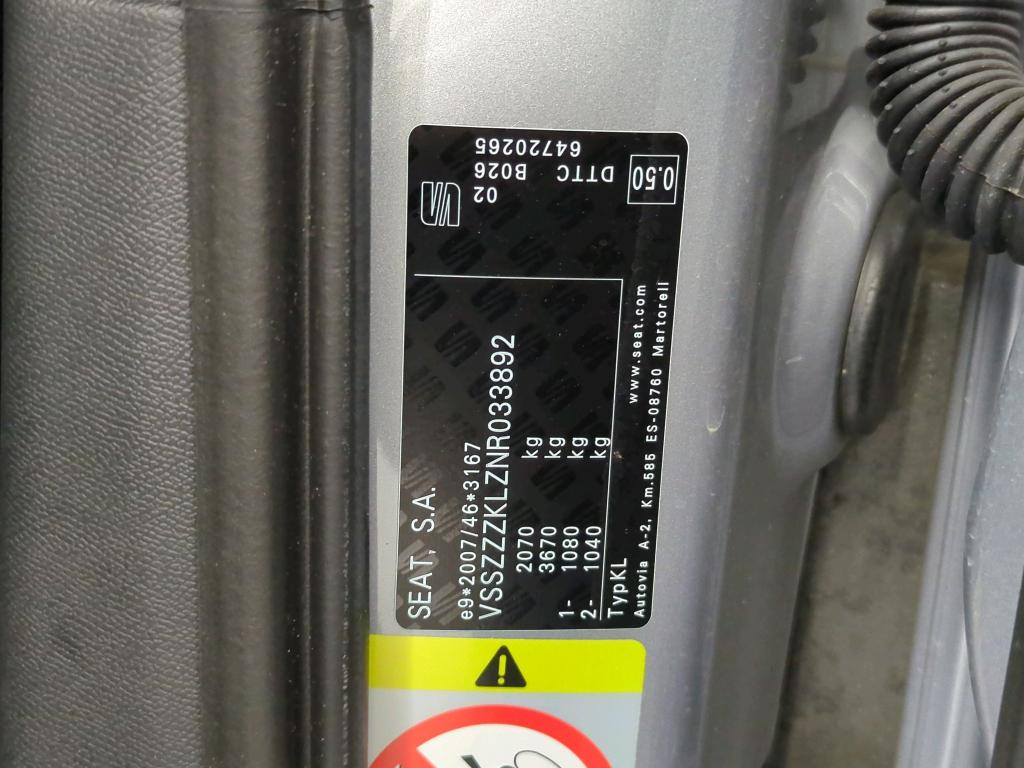 SEAT, S.A.
e9*2007/46*3167
VSSZZZKLZNR033892
2070 kg
3670 kg
1- 1080 kg
2- 1040 kg
TypKL
www.seat.com
Autovia A-2, Km.585 ES-08760 Martorell
02 B026 64720265
DTTC
0.50